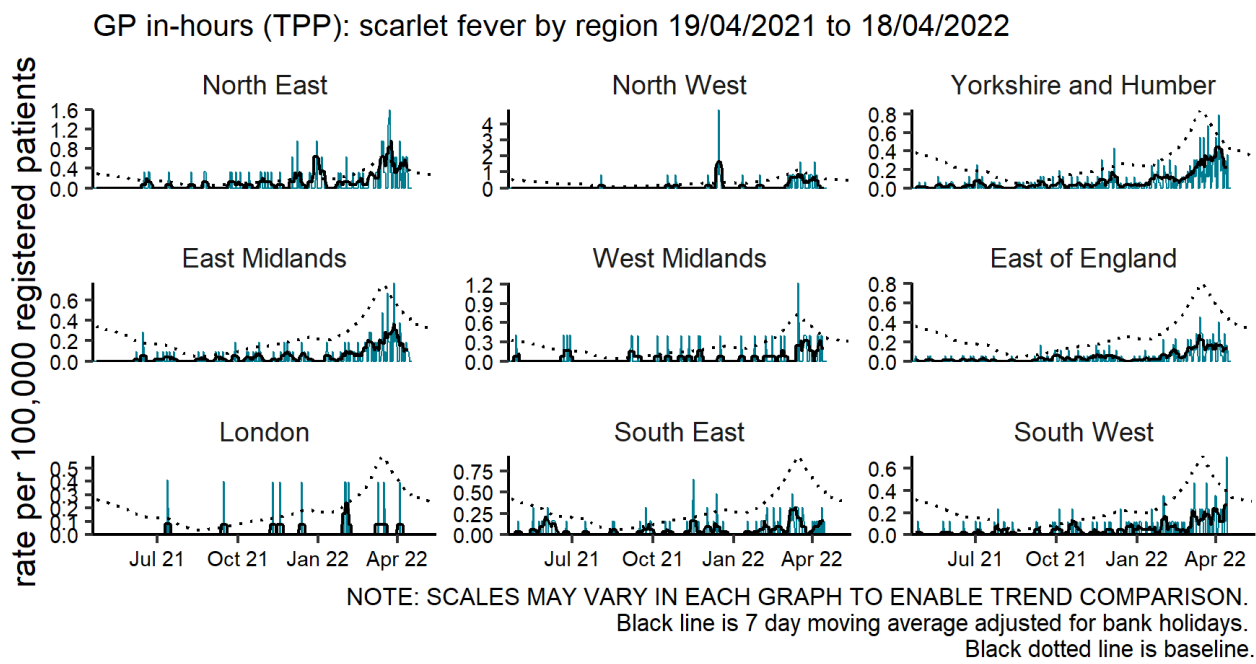 GP in-hours (TPP): scarlet fever by region 19/04/2021 to 18/04/2022
rate per 100,000 registered patients
North East
1.6
1.2
0.8
0.4
0.0
North West
4
3
2
1
0
Yorkshire and Humber
0.8
0.6
0.4
0.2
0.0
East Midlands
0.6
0.4
0.2
0.0
West Midlands
1.2
0.9
0.6
0.3
0.0
East of England
0.8
0.6
0.4
0.2
0.0
London
0.5
0.4
0.3
0.2
0.1
0.0
Jul 21 Oct 21 Jan 22 Apr 22
South East
0.75
0.50
0.25
0.00
Jul 21 Oct 21 Jan 22 Apr 22
South West
0.6
0.4
0.2
0.0
Jul 21 Oct 21 Jan 22 Apr 22
NOTE: SCALES MAY VARY IN EACH GRAPH TO ENABLE TREND COMPARISON.
Black line is 7 day moving average adjusted for bank holidays.
Black dotted line is baseline.